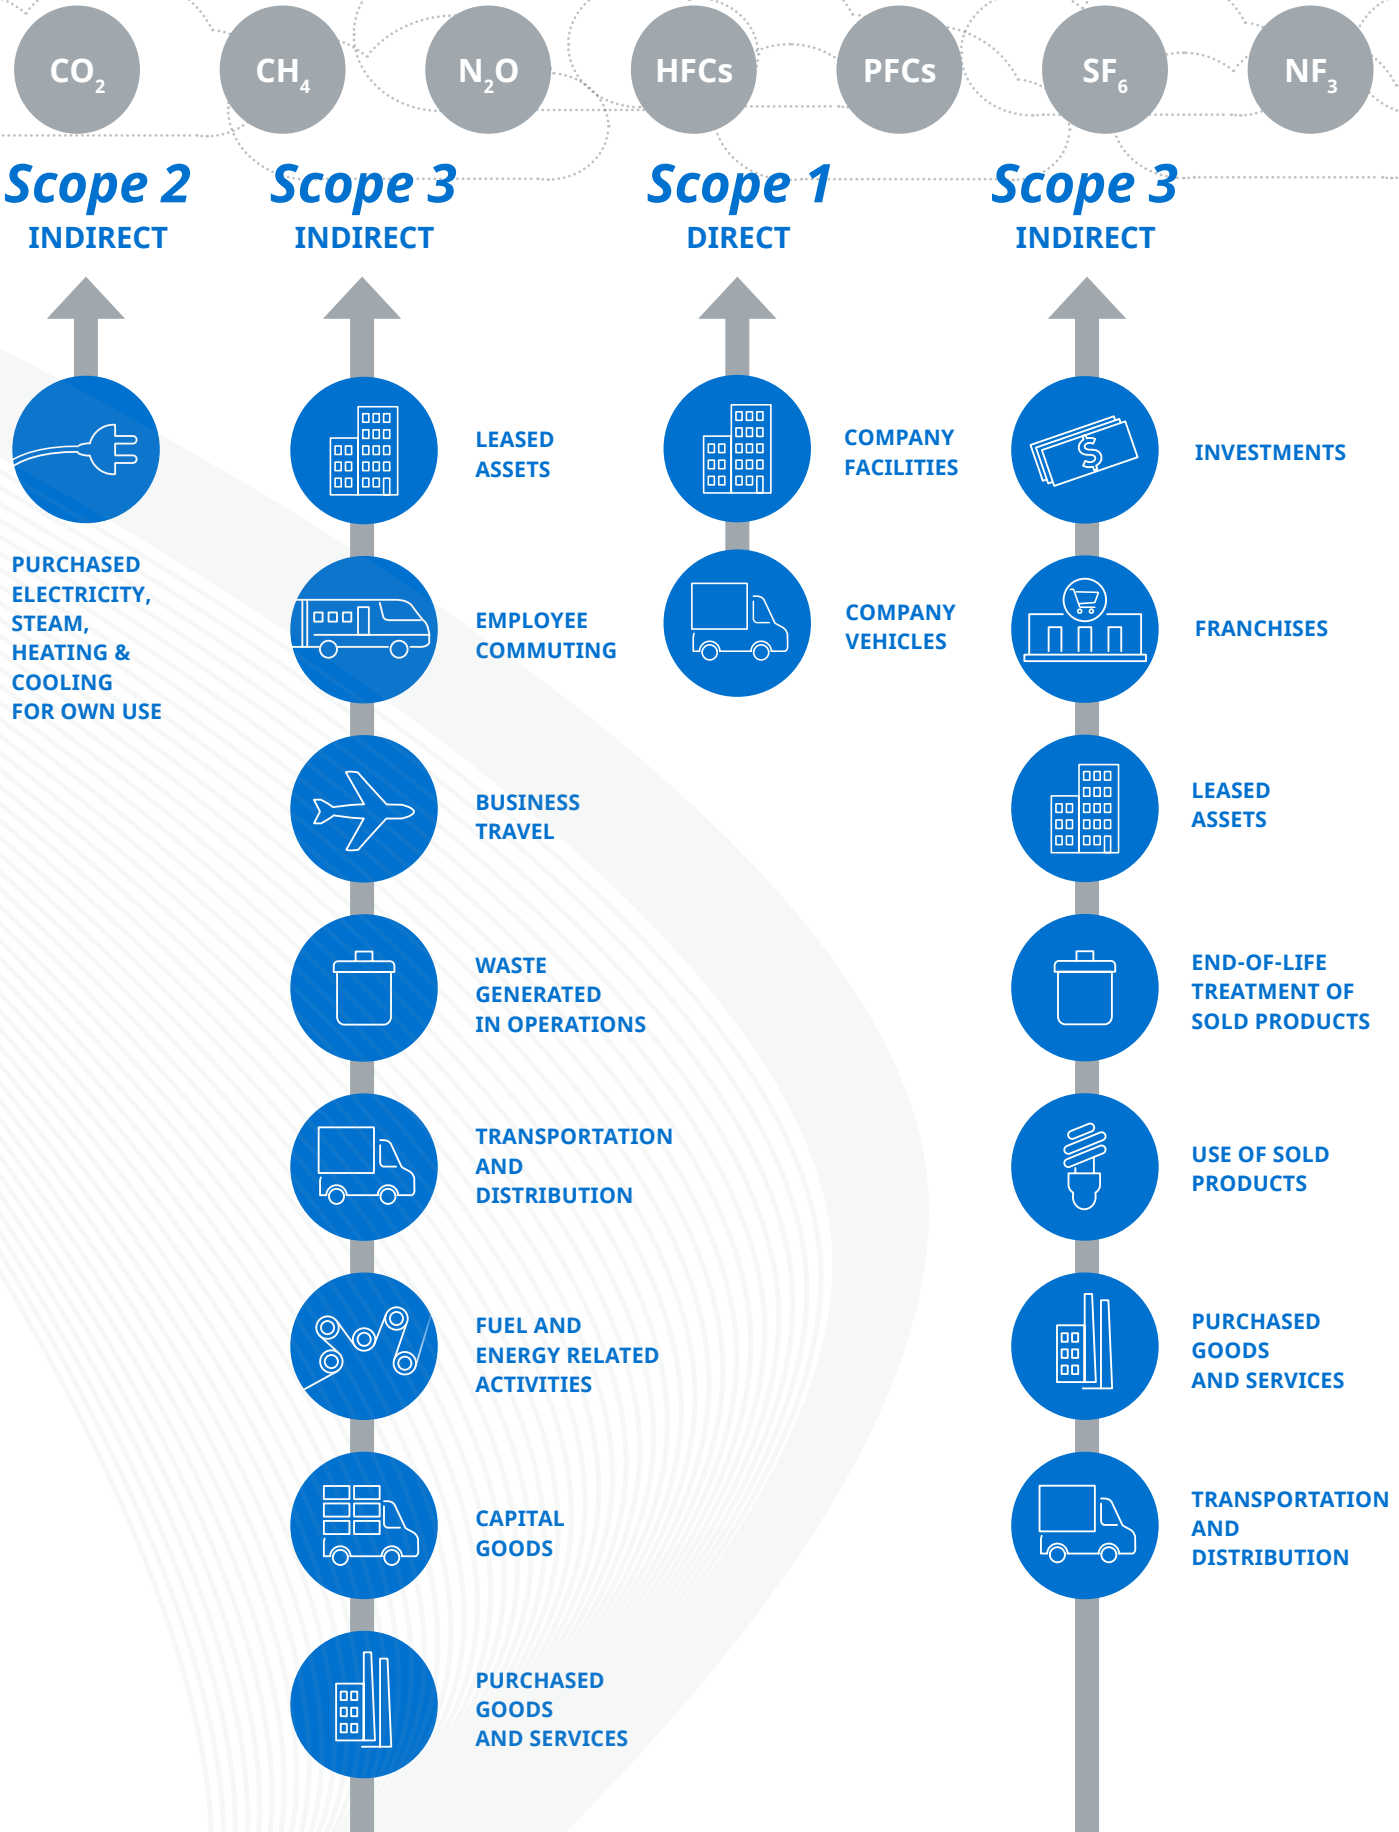 CO2
CH4
N2O
HFCs
PFCs
SF6
NF3
Scope 2
INDIRECT
PURCHASED
ELECTRICITY,
STEAM,
HEATING &
COOLING
FOR OWN USE
Scope 3
INDIRECT
LEASED
ASSETS
EMPLOYEE
COMMUTING
BUSINESS
TRAVEL
WASTE
GENERATED
IN OPERATIONS
TRANSPORTATION
AND
DISTRIBUTION
FUEL AND
ENERGY RELATED
ACTIVITIES
CAPITAL
GOODS
PURCHASED
GOODS
AND SERVICES
Scope 1
DIRECT
COMPANY
FACILITIES
COMPANY
VEHICLES
Scope 3
INDIRECT
$
INVESTMENTS
FRANCHISES
LEASED
ASSETS
END-OF-LIFE
TREATMENT OF
SOLD PRODUCTS
USE OF SOLD
PRODUCTS
PURCHASED
GOODS
AND SERVICES
TRANSPORTATION
AND
DISTRIBUTION